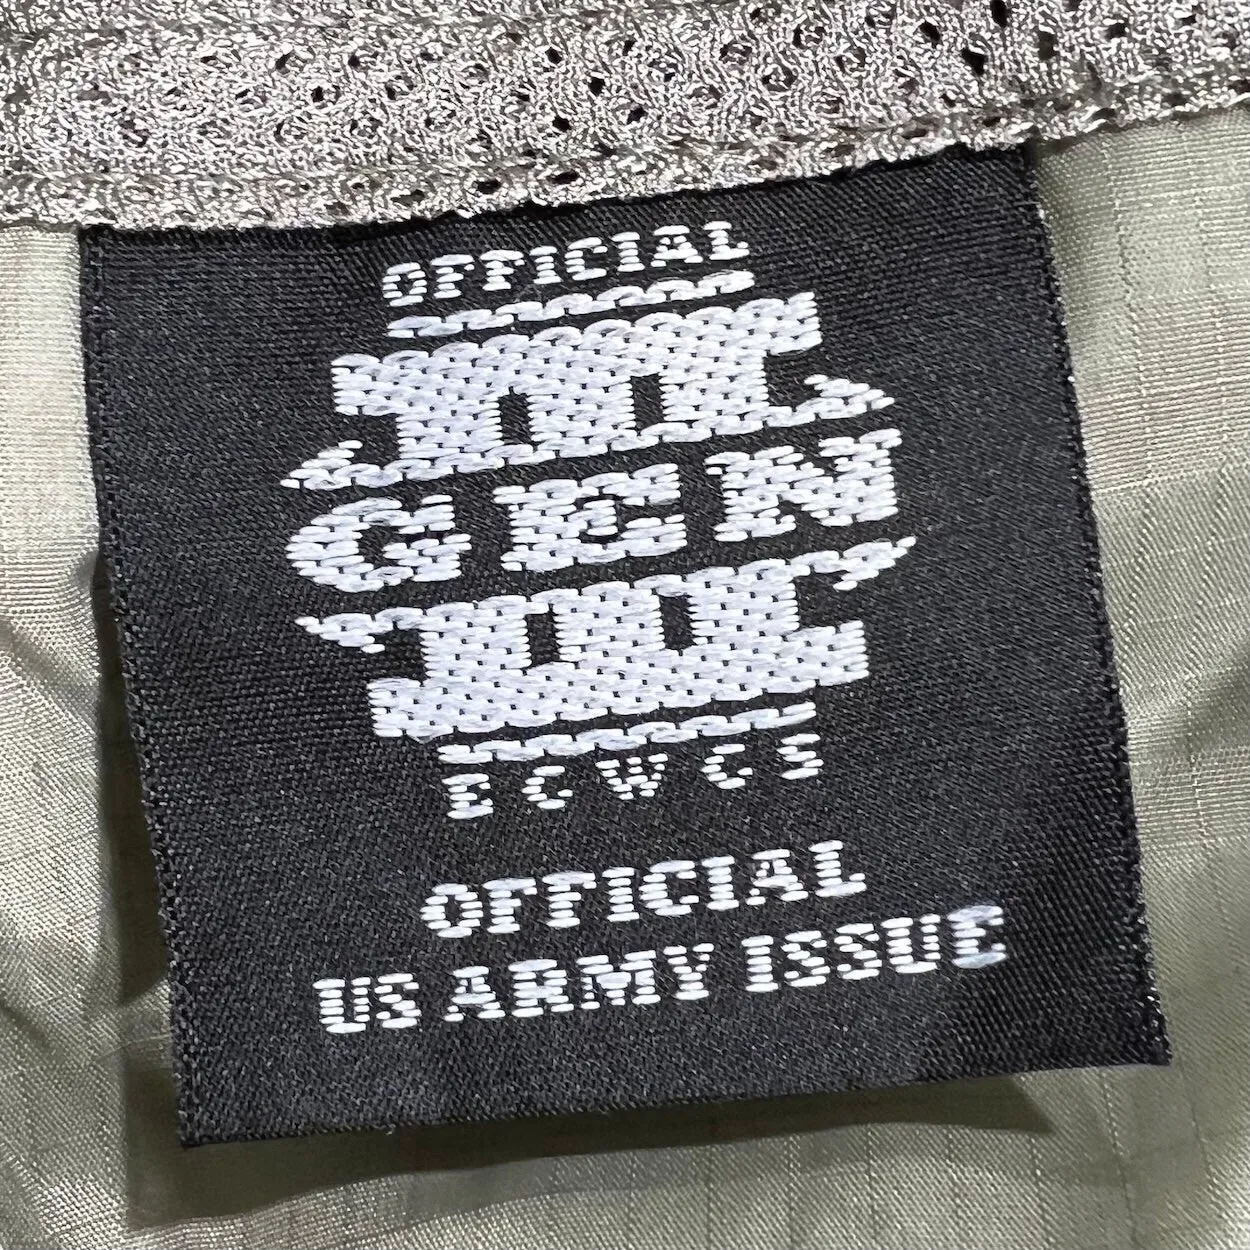 OFFICIAL
III
GEN
III
ECWCS
OFFICIAL
US ARMY ISSUE